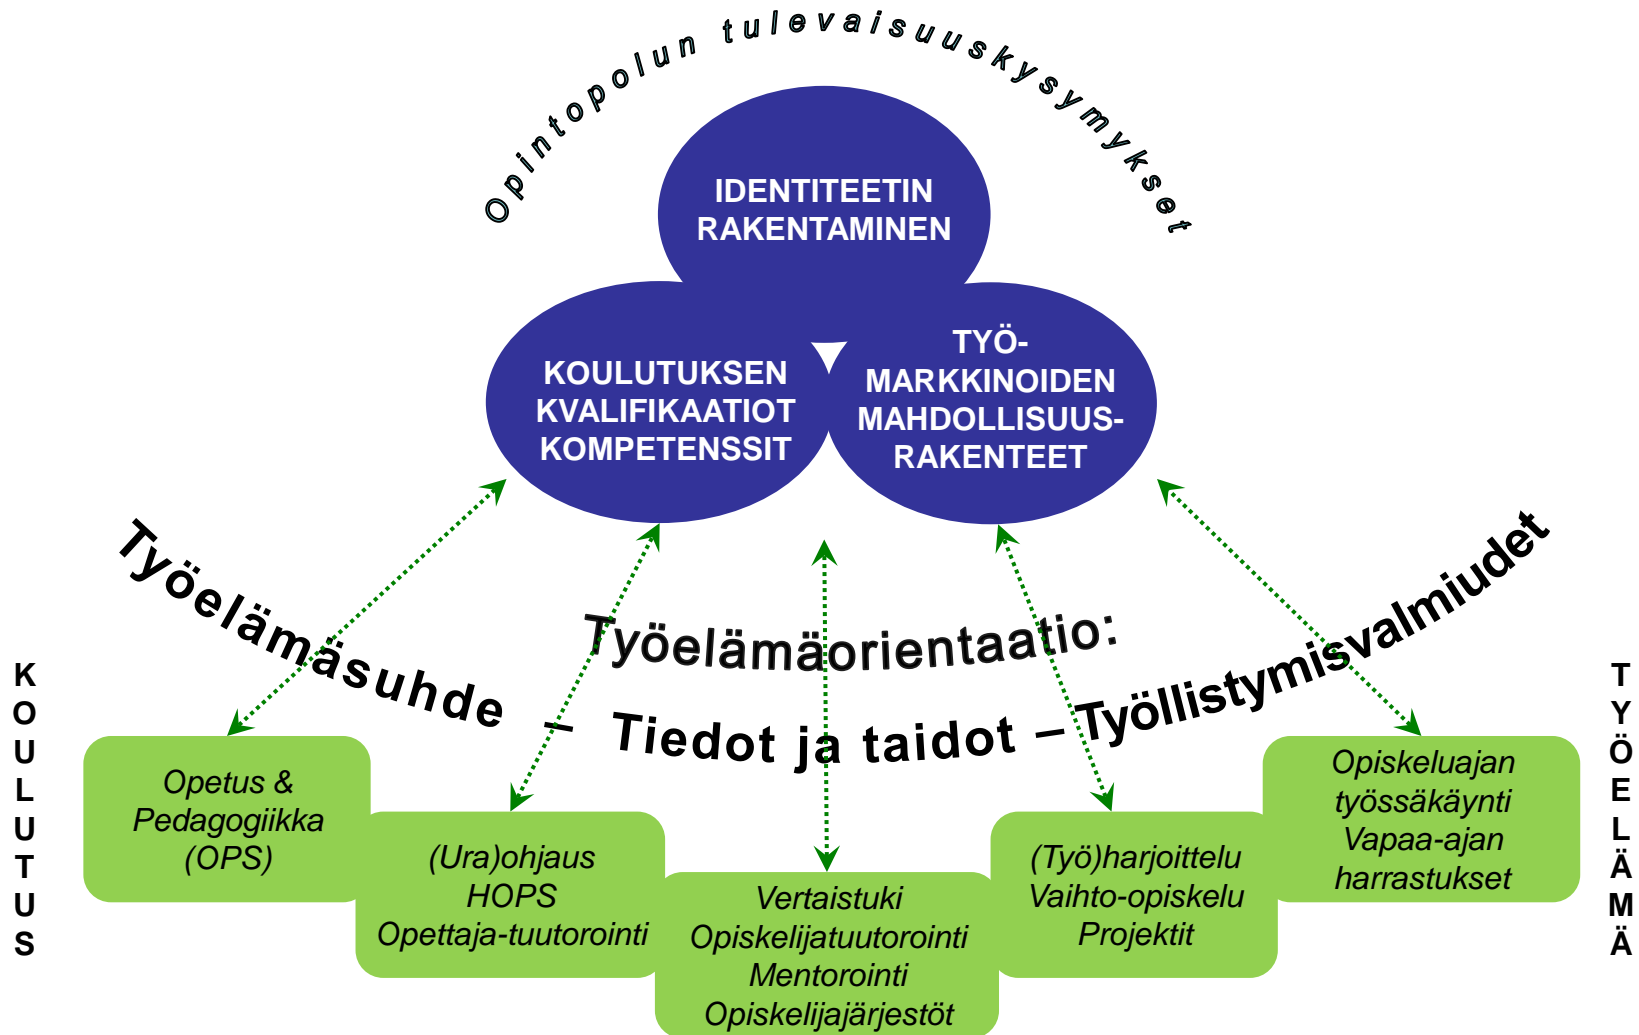 Opintopolun tulevaisuuskysymykset
IDENTITEETIN
RAKENTAMINEN
KOULUTUKSEN
KVALIFIKAATIOT
KOMPETENSSIT
TYÖ-
MARKKINOIDEN
MAHDOLLISUUS-
RAKENTEET
Työelämäorientaatio:
Työelämäsuhde – Tiedot ja taidot – Työllistymisvalmiudet
KOULUTUS
Opetus &
Pedagogiikka
(OPS)
(Ura)ohjaus
HOPS
Opettaja-tuutorointi
Vertaistuki
Opiskelijatuutorointi
Mentorointi
Opiskelijajärjestöt
(Työ)harjoittelu
Vaihto-opiskelu
Projektit
Opiskeluajan
työssäkäynti
Vapaa-ajan
harrastukset
TYÖELÄMÄ